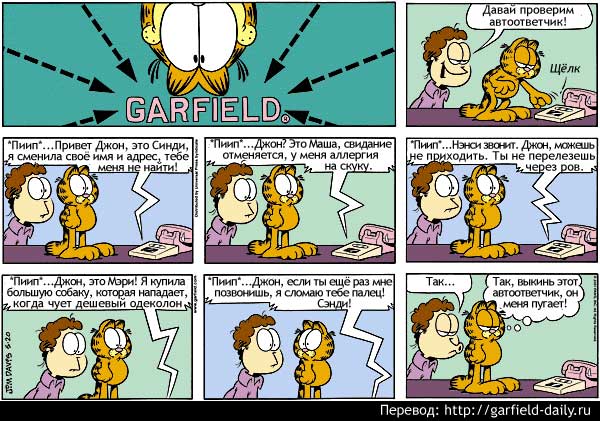 GARFIELD®
Давай проверим
автоответчик!
Щёлк
*Пиип*...Привет Джон, это Синди,
я сменила своё имя и адрес, тебе
меня не найти!
*Пиип*...Джон? Это Маша, свидание
отменяется, у меня аллергия
на скуку.
*Пиип*...Нэнси звонит. Джон, можешь
не приходить. Ты не перелезешь
через ров.
*Пиип*...Джон, это Мэри! Я купила
большую собаку, которая нападает,
когда чует дешевый одеколон
JIM DAVIS 5-20
*Пиип*...Джон, если ты ещё раз мне
позвонишь, я сломаю тебе палец!
Сэнди!
Так...
Так, выкинь этот
автоответчик, он
меня пугает!
Перевод: http://garfield-daily.ru